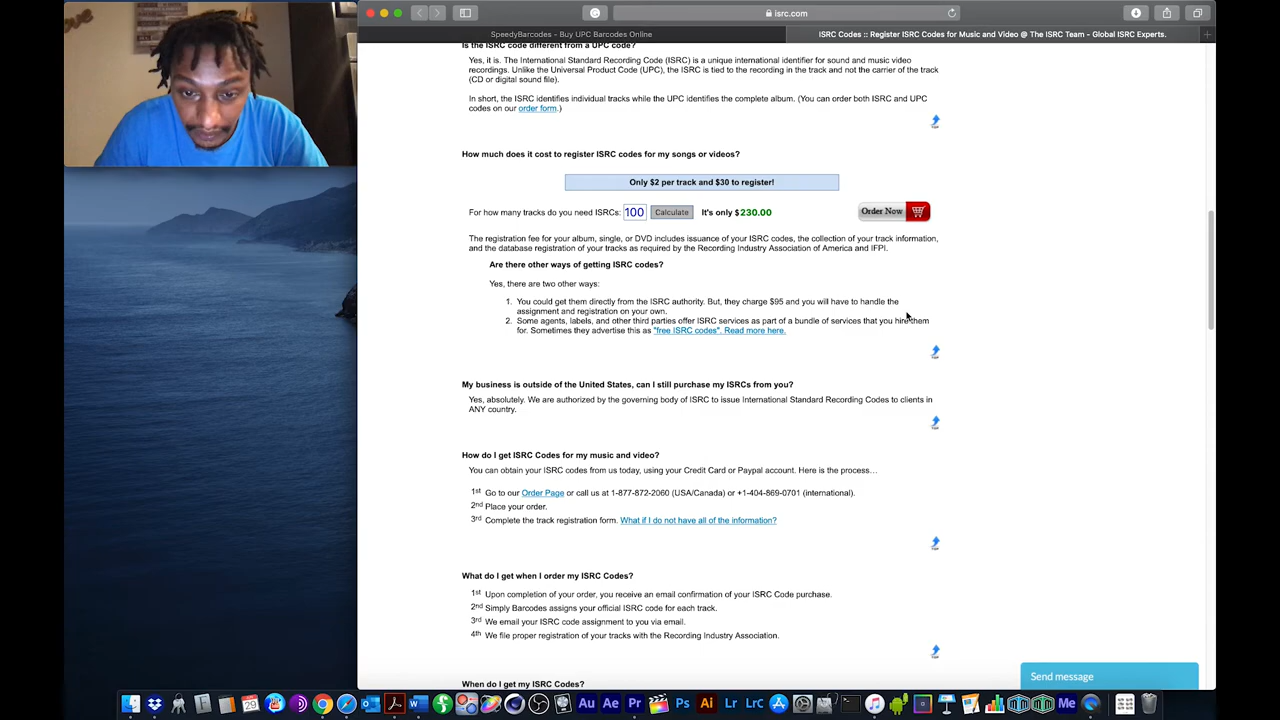 isrc.com
SpeedyBarcodes - Buy UPC Barcodes Online
ISRC Codes :: Register ISRC Codes for Music and Video @ The ISRC Team - Global ISRC Experts.
Is the ISRC code different from a UPC code?
Yes, it is. The International Standard Recording Code (ISRC) is a unique international identifier for sound and music video
recordings. Unlike the Universal Product Code (UPC), the ISRC is tied to the recording in the track and not the carrier of the track
(CD or digital sound file).
In short, the ISRC identifies individual tracks while the UPC identifies the complete album. (You can order both ISRC and UPC
codes on our order form.)
How much does it cost to register ISRC codes for my songs or videos?
Only $2 per track and $30 to register!
For how many tracks do you need ISRCs: 100 Calculate It's only $230.00 Order Now
The registration fee for your album, single, or DVD includes issuance of your ISRC codes, the collection of your track information,
and the database registration of your tracks as required by the Recording Industry Association of America and IFPI.
Are there other ways of getting ISRC codes?
Yes, there are two other ways:
1. You could get them directly from the ISRC authority. But, they charge $95 and you will have to handle the
assignment and registration on your own.
2. Some agents, labels, and other third parties offer ISRC services as part of a bundle of services that you hire them
for. Sometimes they advertise this as "free ISRC codes". Read more here.
My business is outside of the United States, can I still purchase my ISRCs from you?
Yes, absolutely. We are authorized by the governing body of ISRC to issue International Standard Recording Codes to clients in
ANY country.
How do I get ISRC Codes for my music and video?
You can obtain your ISRC codes from us today, using your Credit Card or Paypal account. Here is the process…
1st Go to our Order Page or call us at 1-877-872-2060 (USA/Canada) or +1-404-869-0701 (international).
2nd Place your order.
3rd Complete the track registration form. What if I do not have all of the information?
What do I get when I order my ISRC Codes?
1st Upon completion of your order, you receive an email confirmation of your ISRC Code purchase.
2nd Simply Barcodes assigns your official ISRC code for each track.
3rd We email your ISRC code assignment to you via email.
4th We file proper registration of your tracks with the Recording Industry Association.
Send message
When do I get my ISRC Codes?
Au Ae Pr Ps Ai Lr LrC Me